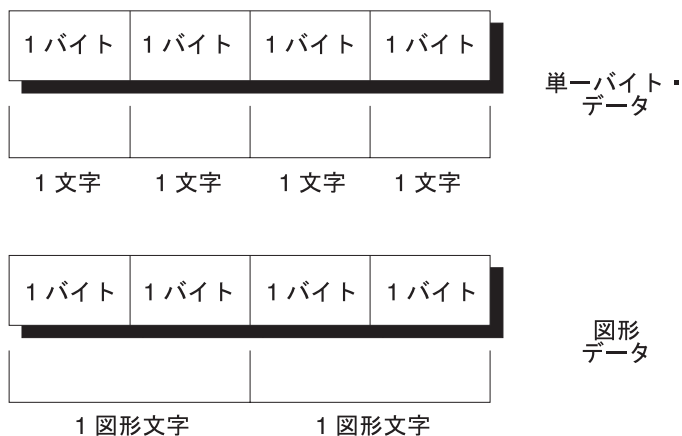 1 バイト 1 バイト 1 バイト 1 バイト
単一バイト・
データ
1 文字 1 文字 1 文字 1 文字
1 バイト 1 バイト 1 バイト 1 バイト
図形
データ
1 図形文字 1 図形文字